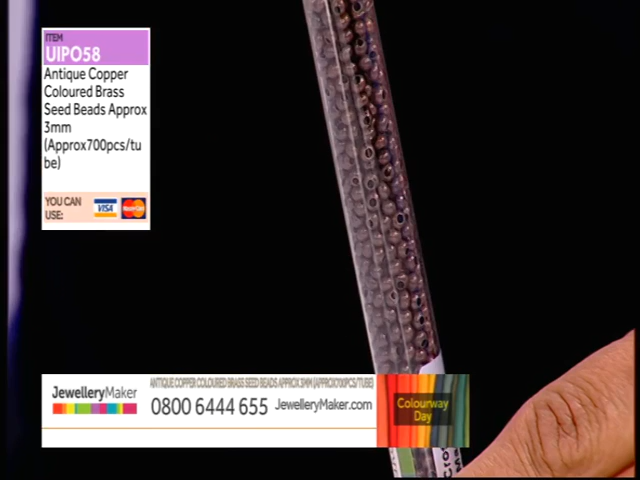 ITEM
UIPO58
Antique Copper
Coloured Brass
Seed Beads Approx
3mm
(Approx700pcs/tu
be)
YOU CAN
USE:
VISA
MasterCard
ANTIQUE COPPER COLOURED BRASS SEED BEADS APPROX 3MM (APPROX700PCS/TUBE)
JewelleryMaker
0800 6444 655 JewelleryMaker.com
Colourway
Day